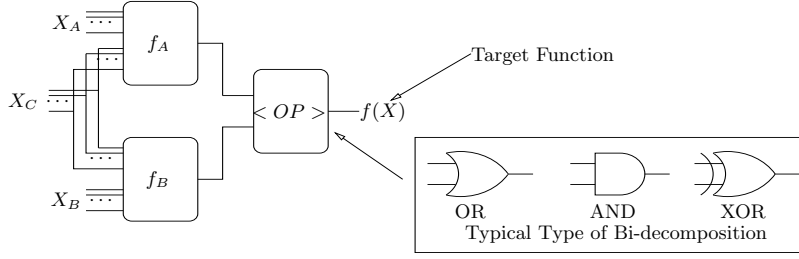 X_A
f_A
X_C
< OP >
f(X)
Target Function
f_B
X_B
OR
AND
XOR
Typical Type of Bi-decomposition